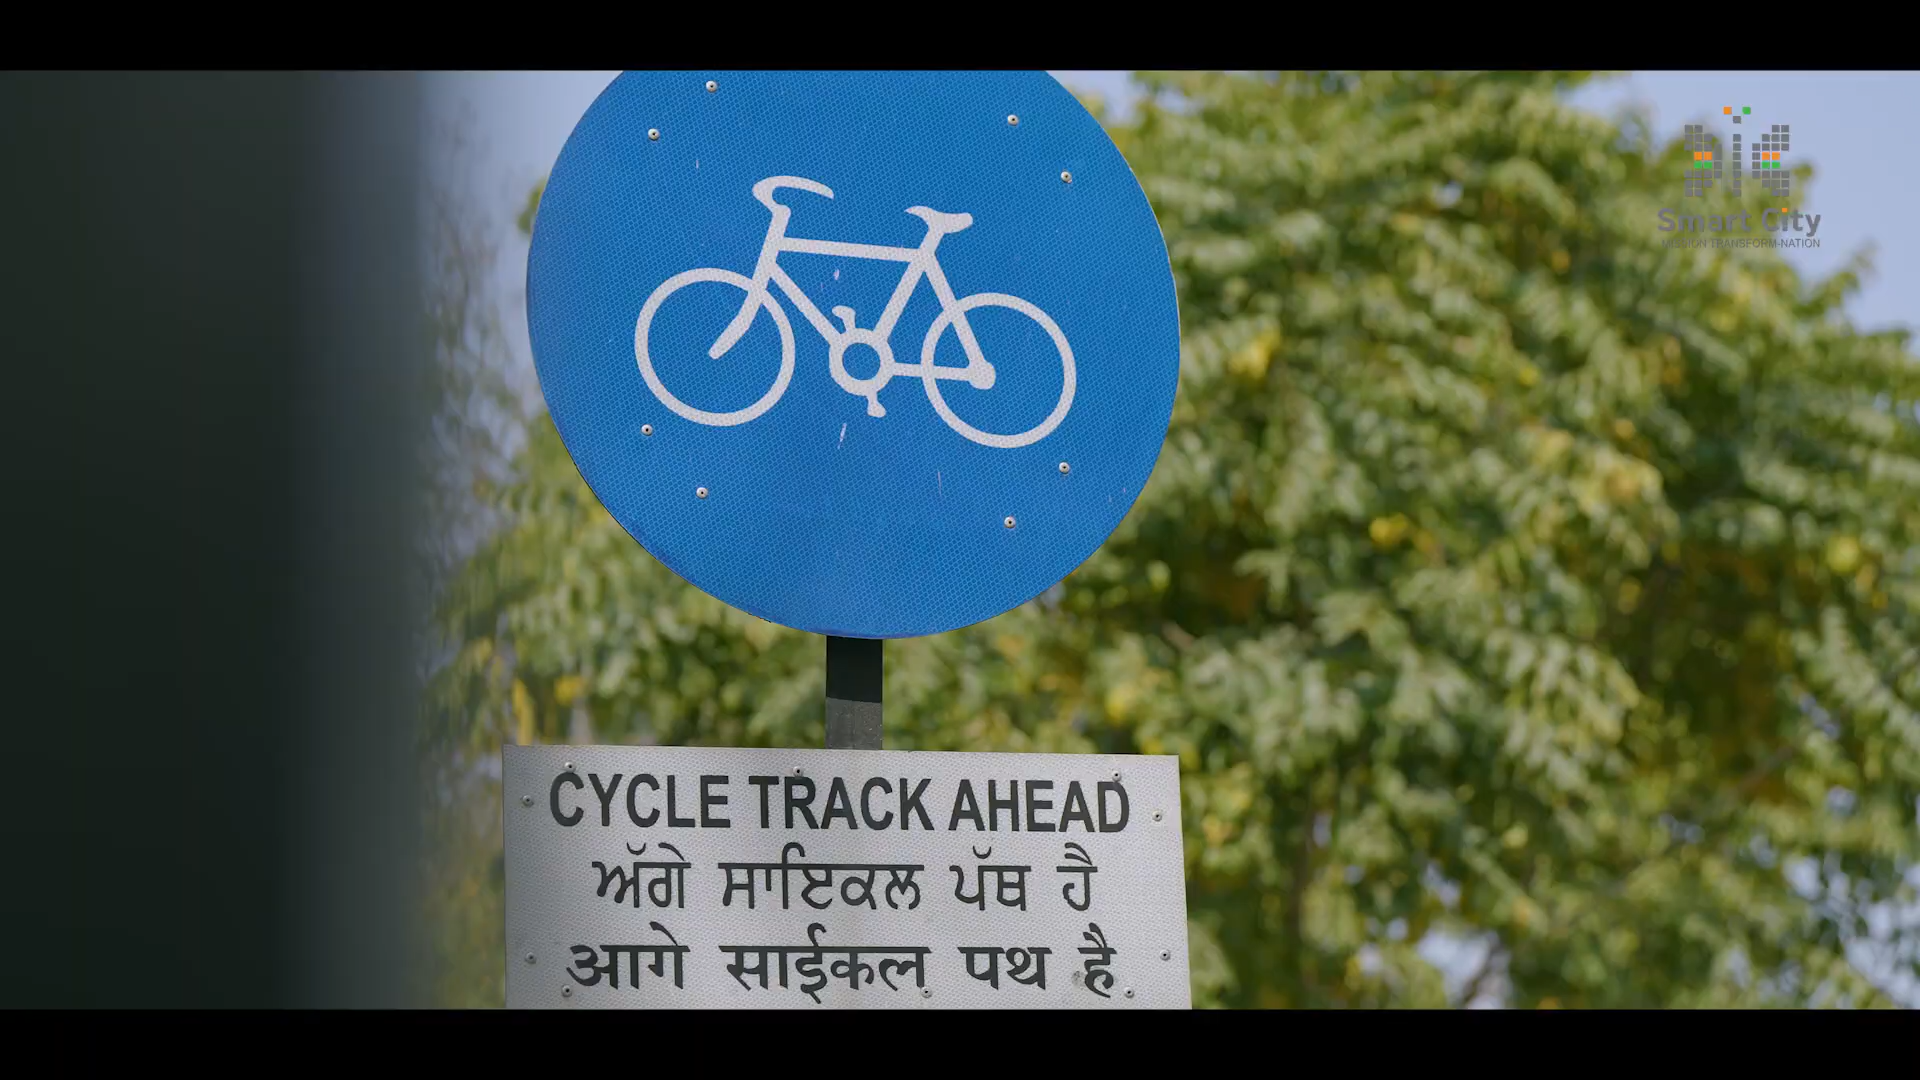 Smart City
MISSION TRANSFORM-NATION
CYCLE TRACK AHEAD
ਅੱਗੇ ਸਾਇਕਲ ਪੱਥ ਹੈ
आगे साईकल पथ है